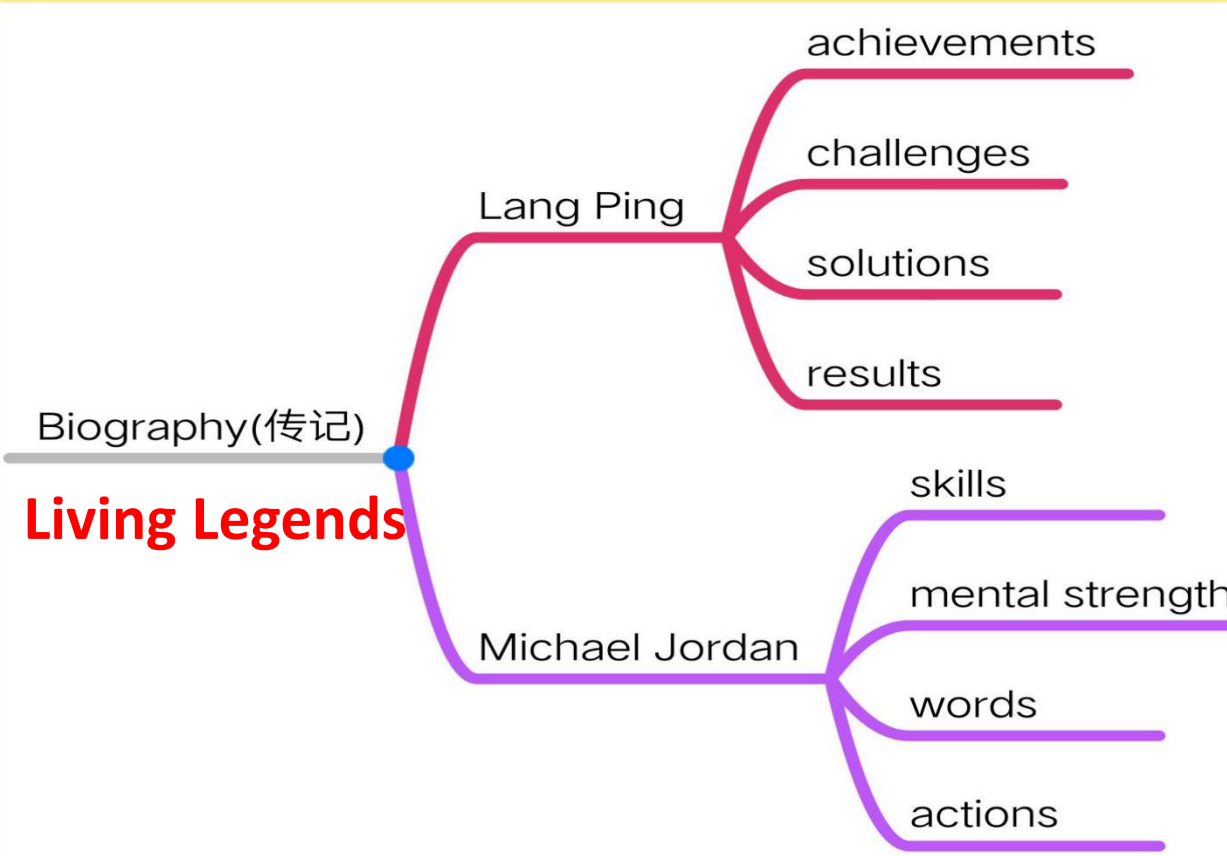 achievements
challenges
Lang Ping
solutions
results
Biography(传记)
Living Legends
skills
mental strength
Michael Jordan
words
actions